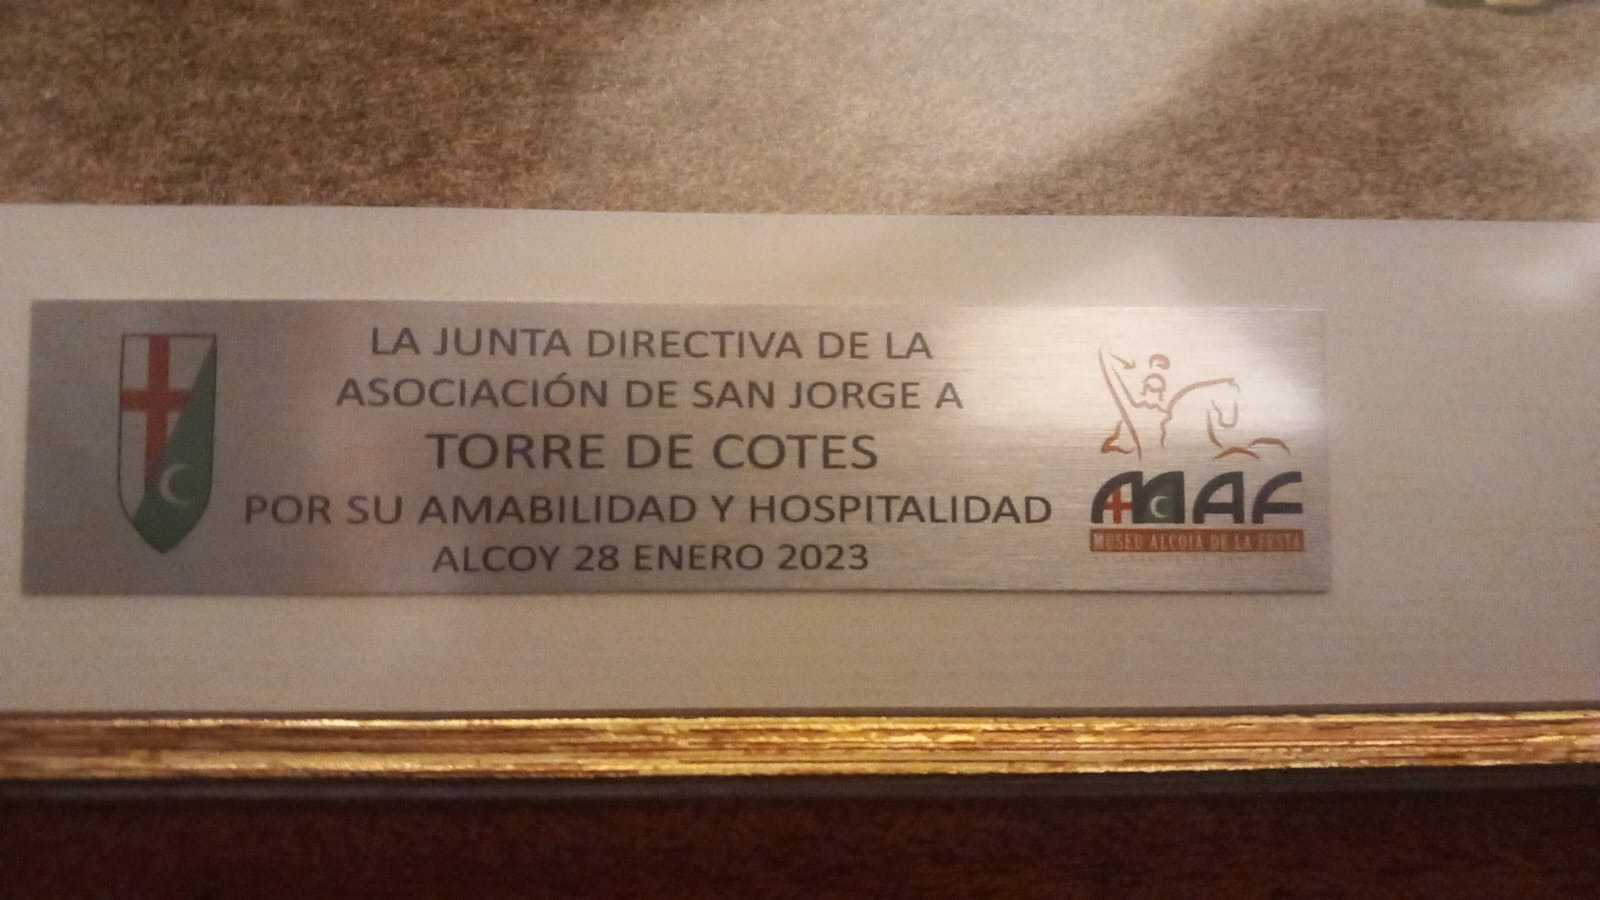 LA JUNTA DIRECTIVA DE LA
ASOCIACIÓN DE SAN JORGE A
TORRE DE COTES
POR SU AMABILIDAD Y HOSPITALIDAD
ALCOY 28 ENERO 2023
MAF
MUSEU ALCOIÀ DE LA FESTA